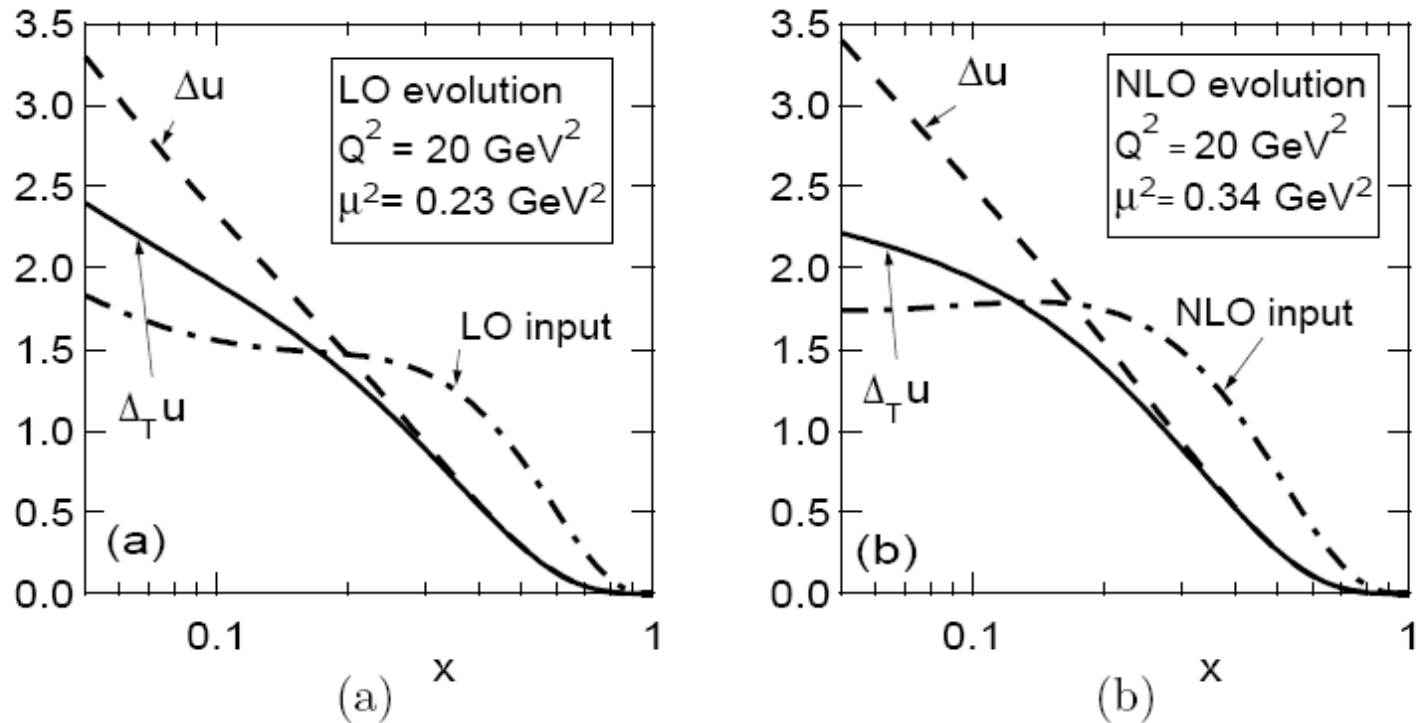 3.5
3.0
2.5
2.0
1.5
1.0
0.5
0.0
Δu
LO evolution
Q² = 20 GeV²
μ²= 0.23 GeV²
LO input
Δ_T u
(a)
0.1
1
x
(a)
3.5
3.0
2.5
2.0
1.5
1.0
0.5
0.0
Δu
NLO evolution
Q² = 20 GeV²
μ²= 0.34 GeV²
NLO input
Δ_T u
(b)
0.1
1
x
(b)